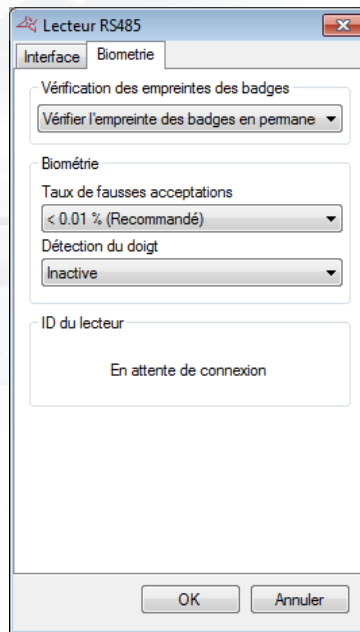 Lecteur RS485
Interface Biometrie
Vérification des empreintes des badges
Vérifier l'empreinte des badges en permane
Biométrie
Taux de fausses acceptations
< 0.01 % (Recommandé)
Détection du doigt
Inactive
ID du lecteur
En attente de connexion
OK Annuler